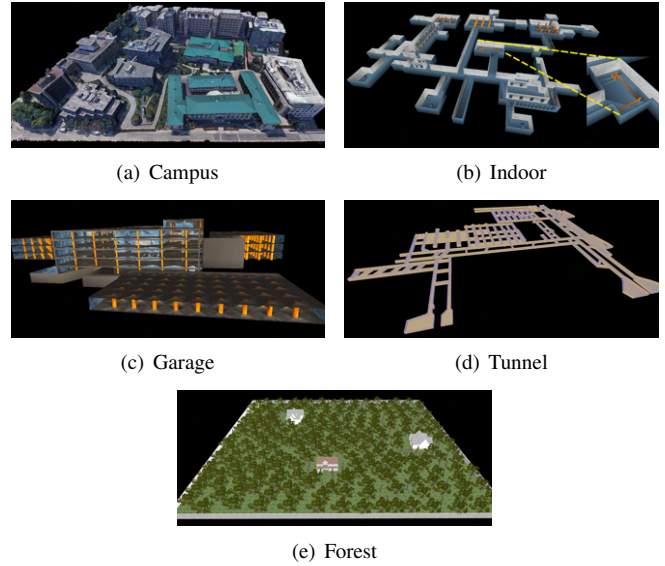 (a) Campus
(b) Indoor
(c) Garage
(d) Tunnel
(e) Forest